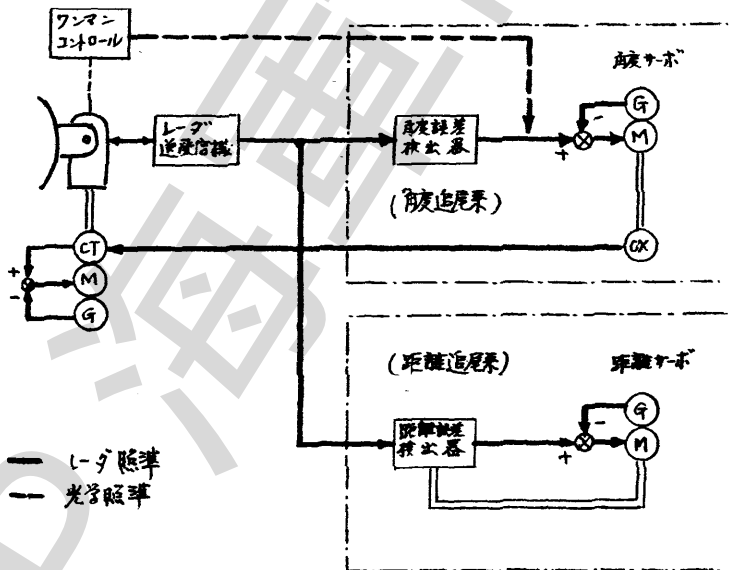 ワンマン
コントロール
角度サーボ
G
M
レーダ
送受信機
角度誤差
検出器
+
-
(角度追尾系)
CT
CX
M
G
+
-
(距離追尾系)
距離サーボ
G
M
距離誤差
検出器
+
-
レーダ照準
光学照準